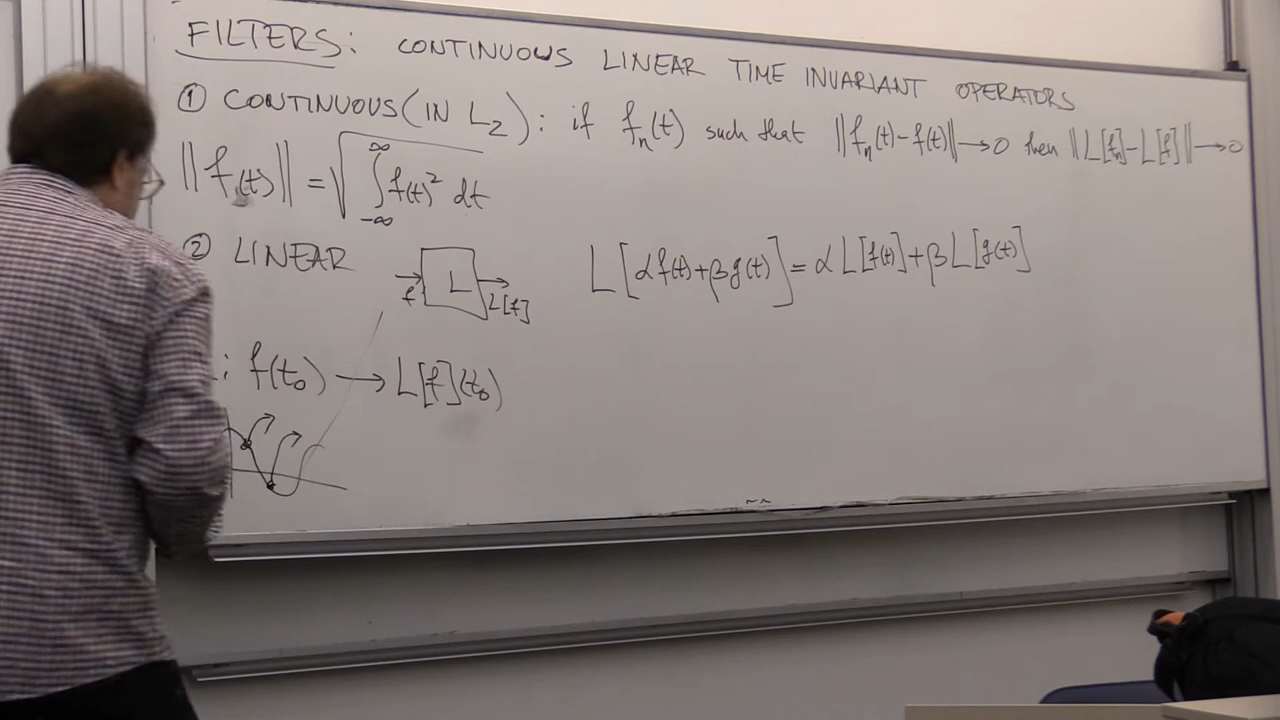 FILTERS: CONTINUOUS LINEAR TIME INVARIANT OPERATORS
① CONTINUOUS (IN L₂): if fₙ(t) such that ‖fₙ(t)-f(t)‖→0 then ‖L[fₙ]-L[f]‖→0
‖f(t)‖ = √∫_{-∞}^{∞} f(t)² dt
② LINEAR
f → L → L[f]
L[αf(t)+βg(t)] = αL[f(t)]+βL[g(t)]
: f(t₀) → L[f](t₀)